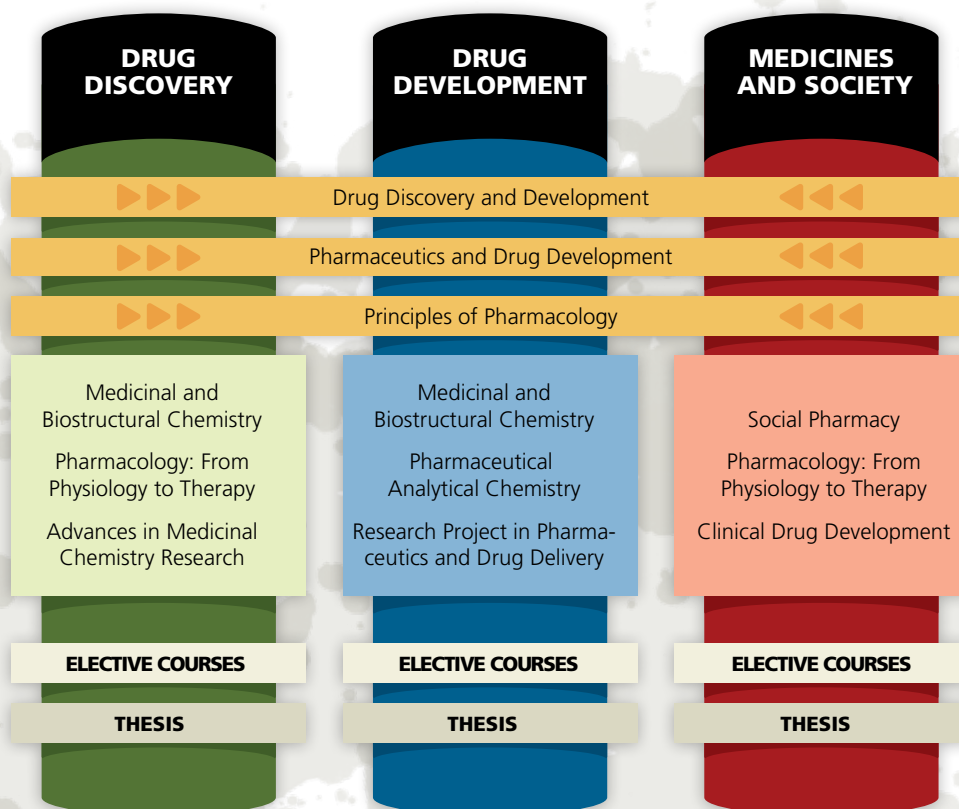 DRUG
DISCOVERY
DRUG
DEVELOPMENT
MEDICINES
AND SOCIETY
Drug Discovery and Development
Pharmaceutics and Drug Development
Principles of Pharmacology
Medicinal and
Biostructural Chemistry
Pharmacology: From
Physiology to Therapy
Advances in Medicinal
Chemistry Research
Medicinal and
Biostructural Chemistry
Pharmaceutical
Analytical Chemistry
Research Project in Pharma-
ceutics and Drug Delivery
Social Pharmacy
Pharmacology: From
Physiology to Therapy
Clinical Drug Development
ELECTIVE COURSES
ELECTIVE COURSES
ELECTIVE COURSES
THESIS
THESIS
THESIS